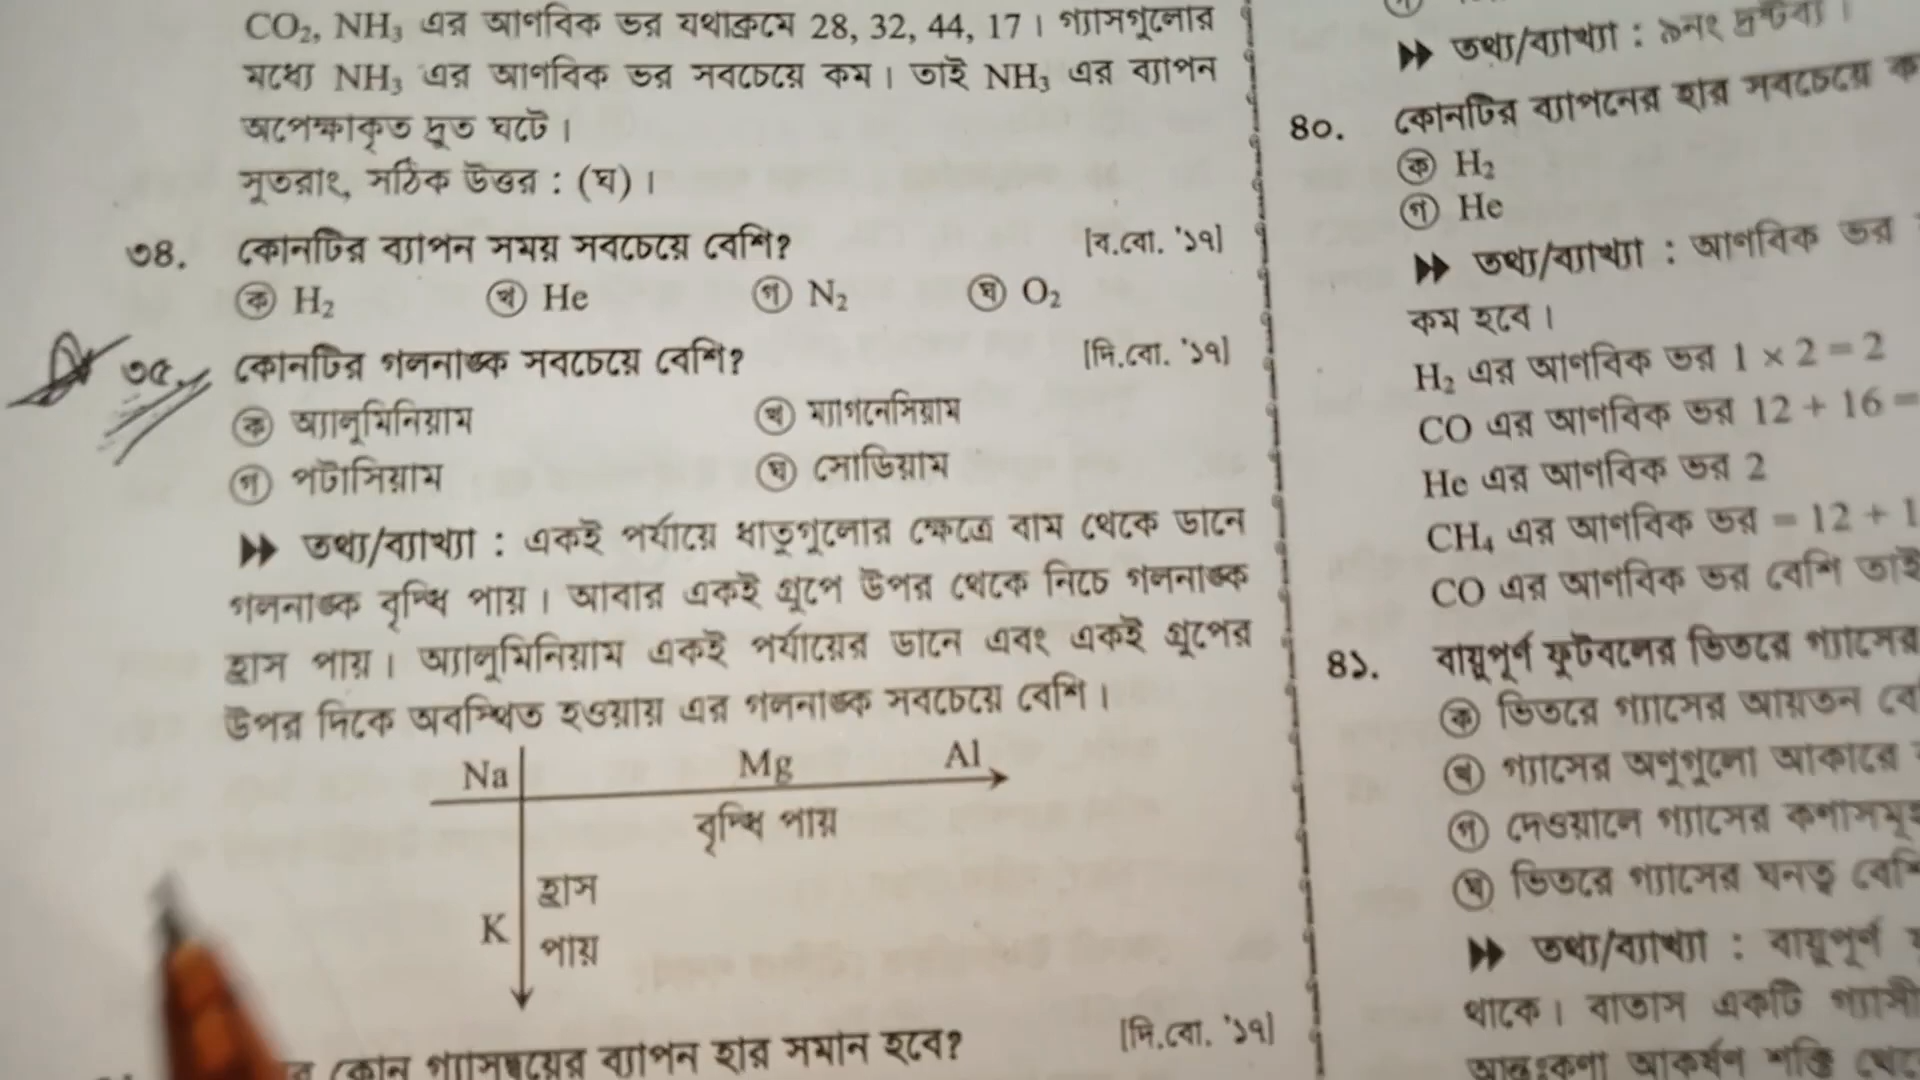 CO₂, NH₃ এর আণবিক ভর যথাক্রমে 28, 32, 44, 17। গ্যাসগুলোর
মধ্যে NH₃ এর আণবিক ভর সবচেয়ে কম। তাই NH₃ এর ব্যাপন
অপেক্ষাকৃত দ্রুত ঘটে।
সুতরাং, সঠিক উত্তর : (ঘ)।
৩৪. কোনটির ব্যাপন সময় সবচেয়ে বেশি? [ব.বো. '১৭]
ক H₂ খ He গ N₂ ঘ O₂
৩৫. কোনটির গলনাঙ্ক সবচেয়ে বেশি? [দি.বো. '১৭]
ক অ্যালুমিনিয়াম খ ম্যাগনেসিয়াম
গ পটাসিয়াম ঘ সোডিয়াম
▶▶ তথ্য/ব্যাখ্যা : একই পর্যায়ে ধাতুগুলোর ক্ষেত্রে বাম থেকে ডানে
গলনাঙ্ক বৃদ্ধি পায়। আবার একই গ্রুপে উপর থেকে নিচে গলনাঙ্ক
হ্রাস পায়। অ্যালুমিনিয়াম একই পর্যায়ের ডানে এবং একই গ্রুপের
উপর দিকে অবস্থিত হওয়ায় এর গলনাঙ্ক সবচেয়ে বেশি।
Na Mg Al
বৃদ্ধি পায়
হ্রাস
K পায়
কোন গ্যাসদ্বয়ের ব্যাপন হার সমান হবে? [দি.বো. '১৭]
▶▶ তথ্য/ব্যাখ্যা : ৯নং দ্রষ্টব্য।
৪০. কোনটির ব্যাপনের হার সবচেয়ে ক
ক H₂
গ He
▶▶ তথ্য/ব্যাখ্যা : আণবিক ভর
কম হবে।
H₂ এর আণবিক ভর 1 × 2 = 2
CO এর আণবিক ভর 12 + 16 =
He এর আণবিক ভর 2
CH₄ এর আণবিক ভর = 12 + 1
CO এর আণবিক ভর বেশি তাই
৪১. বায়ুপূর্ণ ফুটবলের ভিতরে গ্যাসের
ক ভিতরে গ্যাসের আয়তন বে
খ গ্যাসের অণুগুলো আকারে
গ দেওয়ালে গ্যাসের কণাসমূহ
ঘ ভিতরে গ্যাসের ঘনত্ব বেশি
▶▶ তথ্য/ব্যাখ্যা : বায়ুপূর্ণ
থাকে। বাতাস একটি গ্যাসী
আন্তঃকণা আকর্ষণ শক্তি